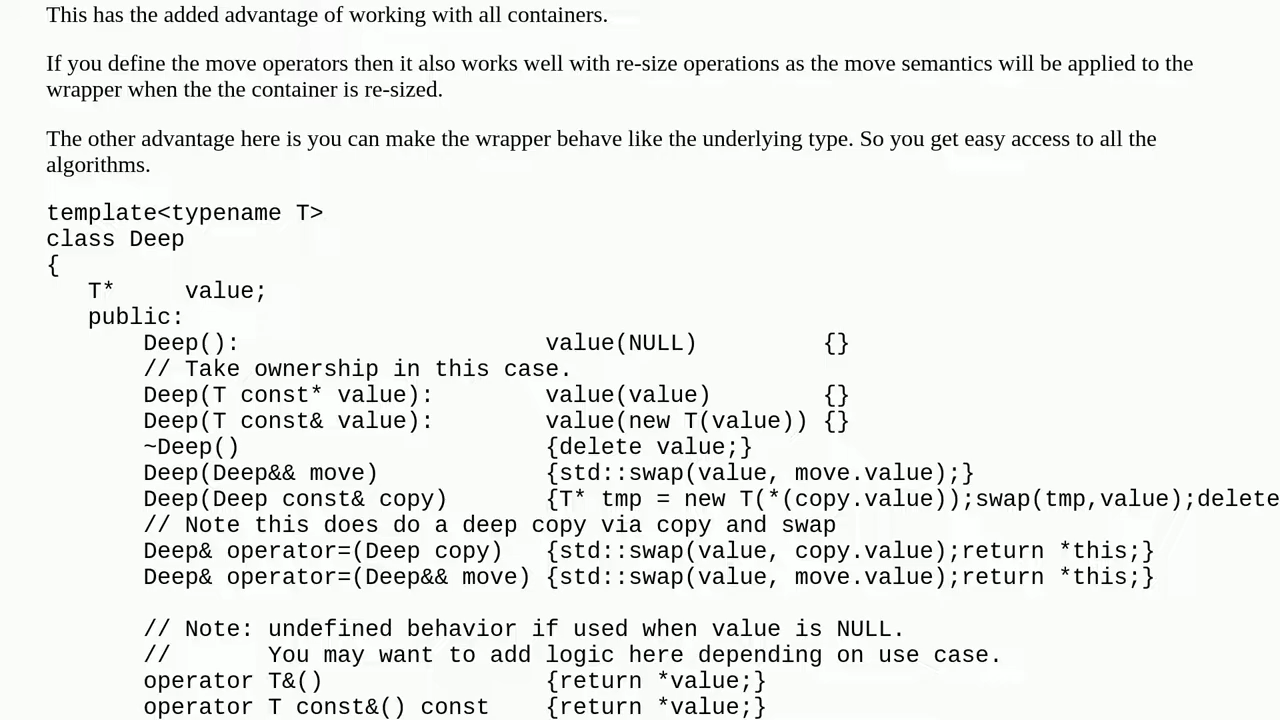 This has the added advantage of working with all containers.
If you define the move operators then it also works well with re-size operations as the move semantics will be applied to the
wrapper when the the container is re-sized.
The other advantage here is you can make the wrapper behave like the underlying type. So you get easy access to all the
algorithms.
template<typename T>
class Deep
{
   T*     value;
   public:
       Deep():                      value(NULL)         {}
       // Take ownership in this case.
       Deep(T const* value):        value(value)        {}
       Deep(T const& value):        value(new T(value)) {}
       ~Deep()                      {delete value;}
       Deep(Deep&& move)            {std::swap(value, move.value);}
       Deep(Deep const& copy)       {T* tmp = new T(*(copy.value));swap(tmp,value);delete
       // Note this does do a deep copy via copy and swap
       Deep& operator=(Deep copy)   {std::swap(value, copy.value);return *this;}
       Deep& operator=(Deep&& move) {std::swap(value, move.value);return *this;}
       // Note: undefined behavior if used when value is NULL.
       //       You may want to add logic here depending on use case.
       operator T&()                {return *value;}
       operator T const&() const    {return *value;}